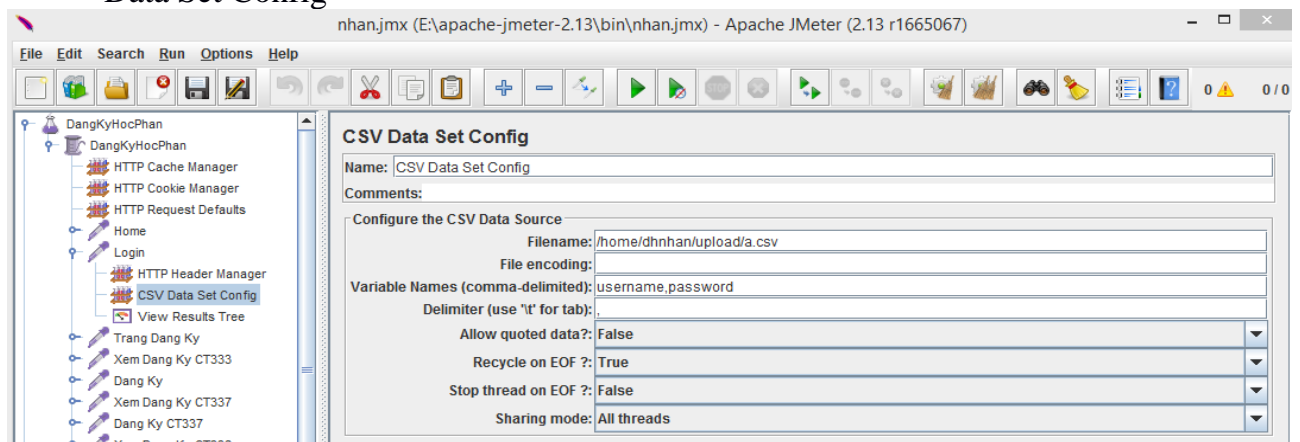 Data Set Config
nhan.jmx (E:\apache-jmeter-2.13\bin\nhan.jmx) - Apache JMeter (2.13 r1665067)
File Edit Search Run Options Help
STOP
0 0 / 0
DangKyHocPhan
DangKyHocPhan
HTTP Cache Manager
HTTP Cookie Manager
HTTP Request Defaults
Home
Login
HTTP Header Manager
CSV Data Set Config
View Results Tree
Trang Dang Ky
Xem Dang Ky CT333
Dang Ky
Xem Dang Ky CT337
Dang Ky CT337
CSV Data Set Config
Name: CSV Data Set Config
Comments:
Configure the CSV Data Source
Filename: /home/dhnhan/upload/a.csv
File encoding:
Variable Names (comma-delimited): username,password
Delimiter (use '\t' for tab): ,
Allow quoted data?: False
Recycle on EOF ?: True
Stop thread on EOF ?: False
Sharing mode: All threads